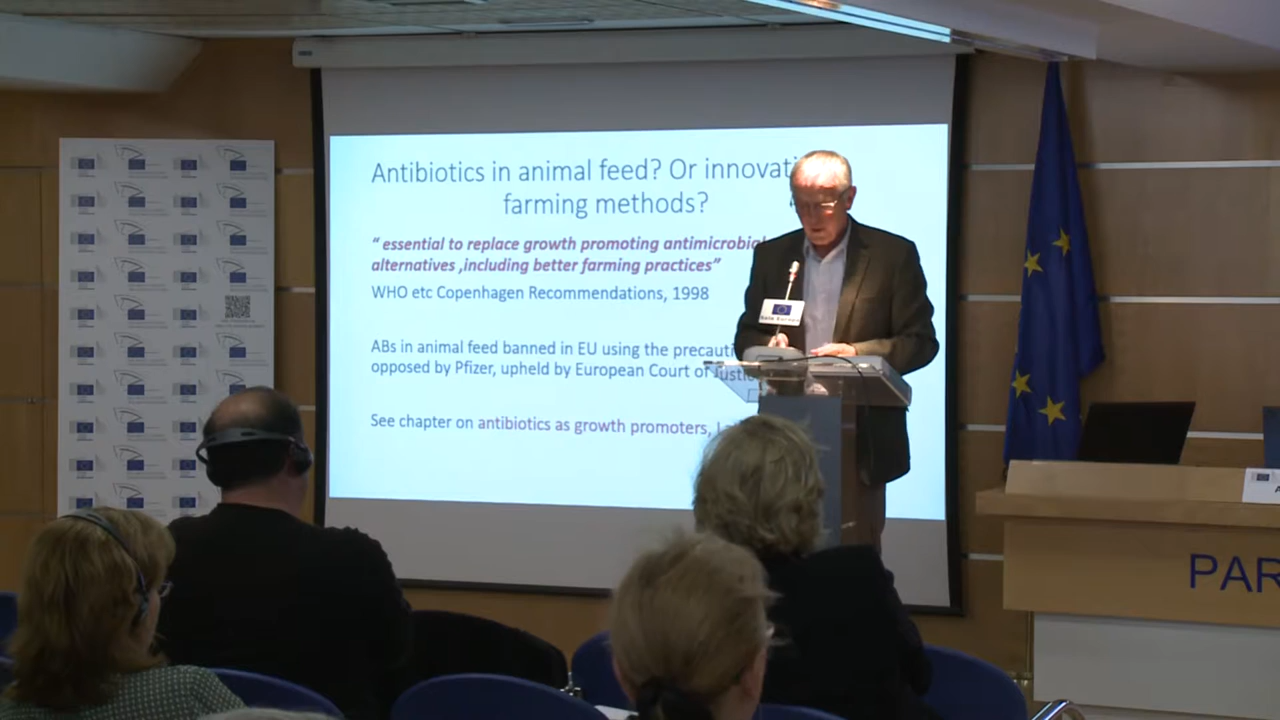 Antibiotics in animal feed? Or innovati
farming methods?
“ essential to replace growth promoting antimicrobial
alternatives ,including better farming practices”
WHO etc Copenhagen Recommendations, 1998
ABs in animal feed banned in EU using the precauti
opposed by Pfizer, upheld by European Court of Justic
See chapter on antibiotics as growth promoters,
PAR